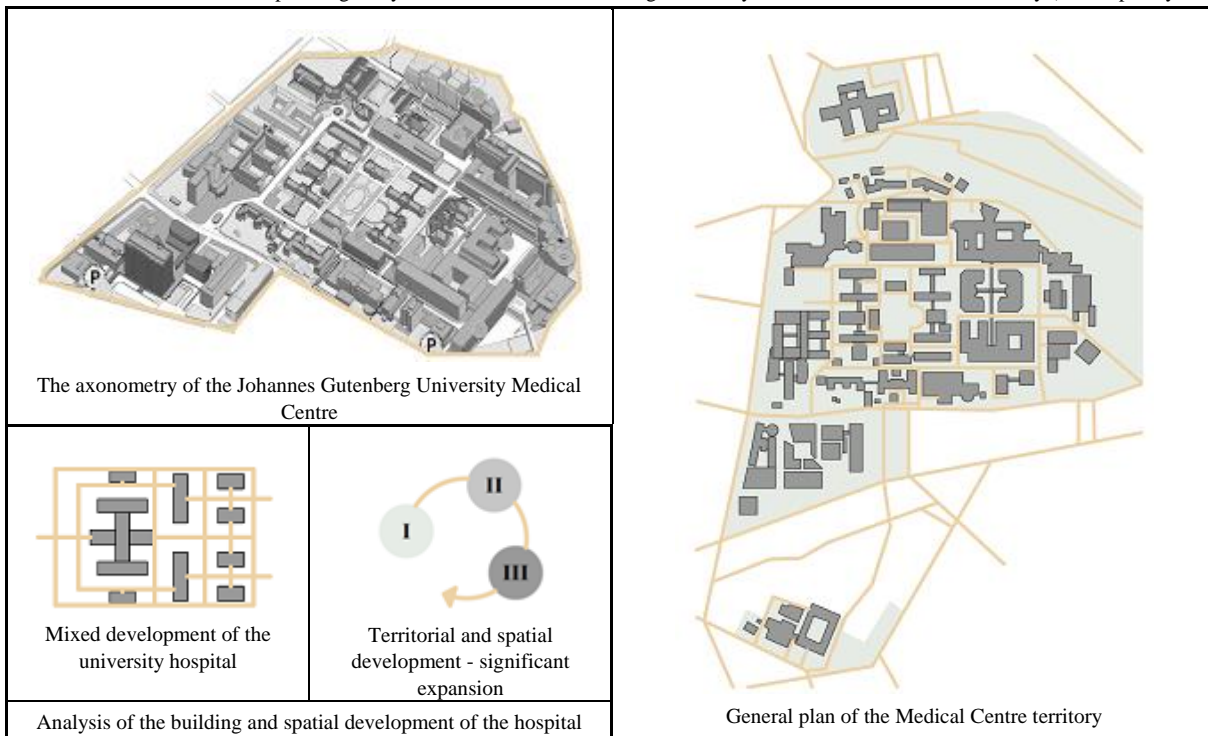 P
P
The axonometry of the Johannes Gutenberg University Medical
Centre
I
II
III
Mixed development of the
university hospital
Territorial and spatial
development - significant
expansion
Analysis of the building and spatial development of the hospital
General plan of the Medical Centre territory